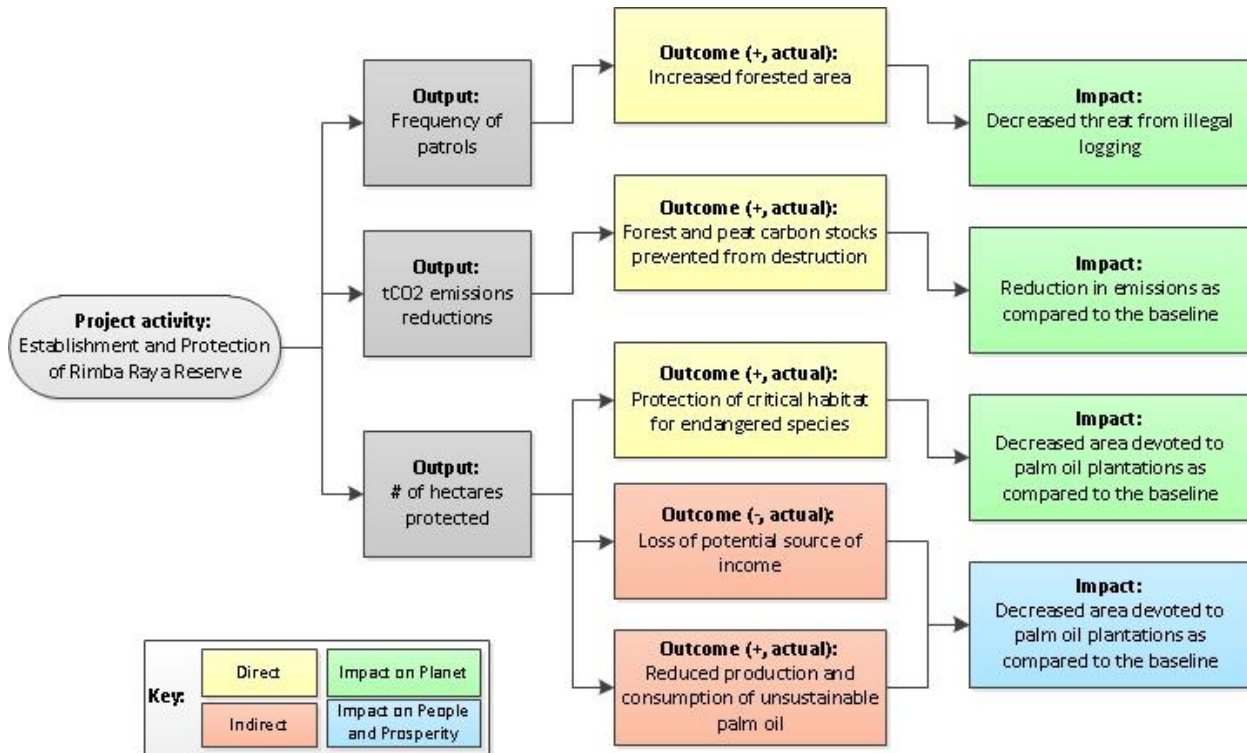 Project activity:
Establishment and Protection
of Rimba Raya Reserve
Output:
Frequency of
patrols
Output:
tCO2 emissions
reductions
Output:
# of hectares
protected
Outcome (+, actual):
Increased forested area
Outcome (+, actual):
Forest and peat carbon stocks
prevented from destruction
Outcome (+, actual):
Protection of critical habitat
for endangered species
Outcome (-, actual):
Loss of potential source of
income
Outcome (+, actual):
Reduced production and
consumption of unsustainable
palm oil
Impact:
Decreased threat from illegal
logging
Impact:
Reduction in emissions as
compared to the baseline
Impact:
Decreased area devoted to
palm oil plantations as
compared to the baseline
Impact:
Decreased area devoted to
palm oil plantations as
compared to the baseline
Key:
Direct
Impact on Planet
Indirect
Impact on People
and Prosperity